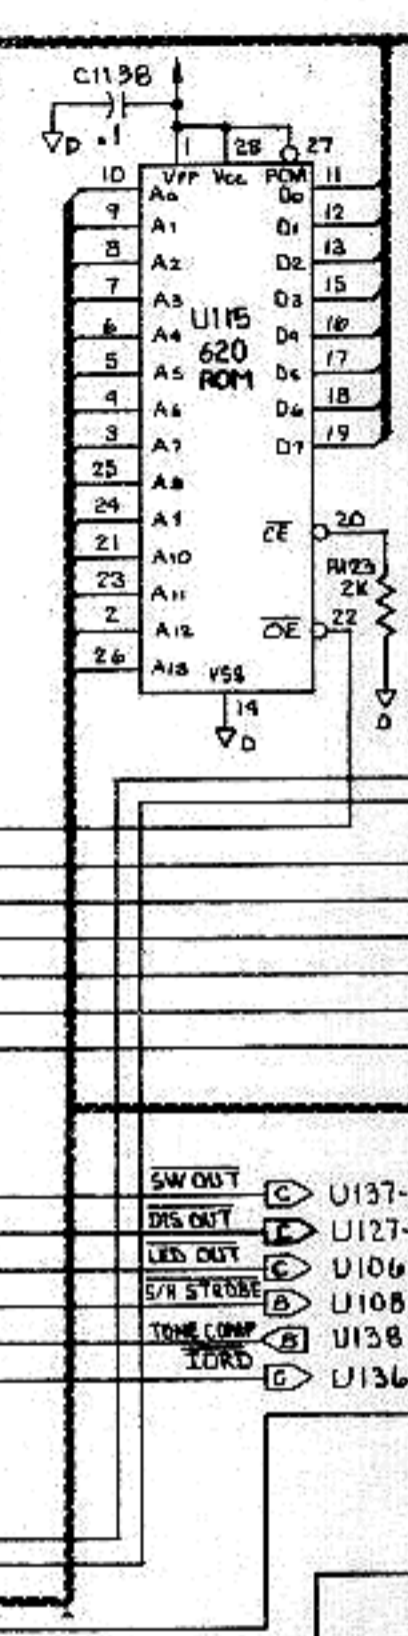 C1138
.1
D
1 28 27
VPP Vcc PGM
10 A0 D0 11
9 A1 D1 12
8 A2 D2 13
7 A3 D3 15
6 A4 D4 16
5 A5 D5 17
4 A6 D6 18
3 A7 D7 19
U115
620
ROM
25 A8
24 A9
21 A10
23 A11
2 A12
26 A13
CE 20
R1123
2K
OE 22
VSS
14
D
D
SW OUT C U137-
DIS OUT C U127-
LED OUT C U106
S/H STROBE B U108
TONE COMP B U138
IORD C U136